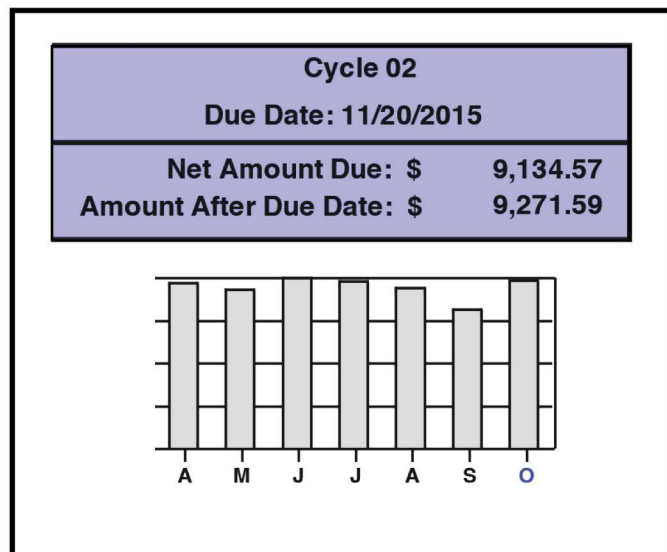 Cycle 02
Due Date: 11/20/2015
Net Amount Due: $ 9,134.57
Amount After Due Date: $ 9,271.59
A M J J A S O